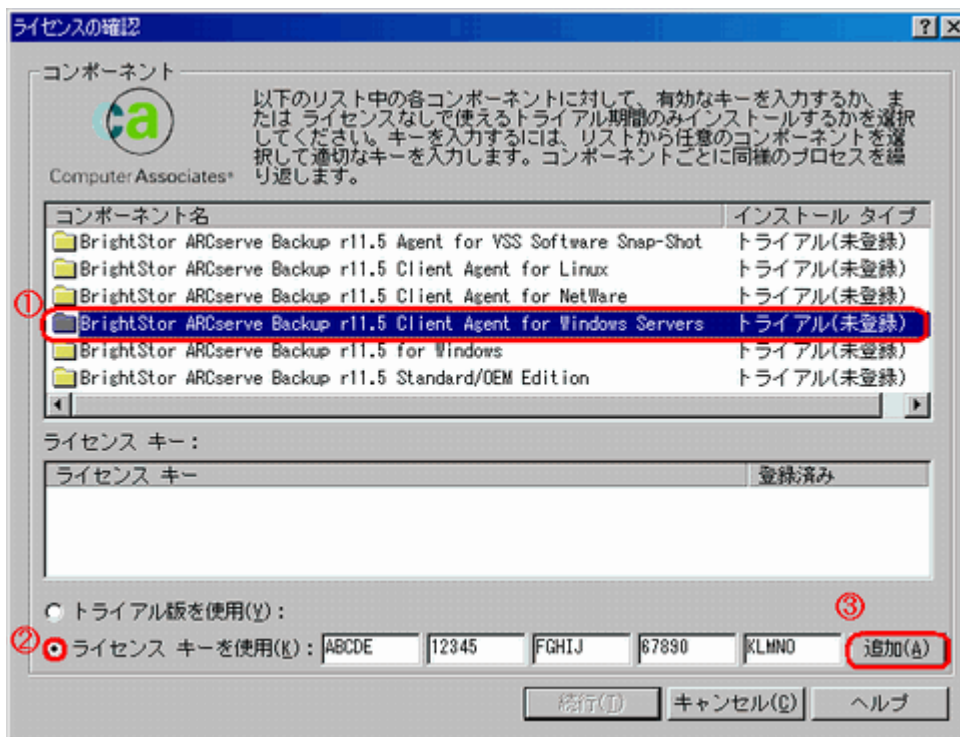 ライセンスの確認
コンポーネント
ca
Computer Associates®
以下のリスト中の各コンポーネントに対して、有効なキーを入力するか、ま
たは ライセンスなしで使えるトライアル期間のみインストールするかを選択
してください。キーを入力するには、リストから任意のコンポーネントを選
択して適切なキーを入力します。コンポーネントごとに同様のプロセスを繰
り返します。
コンポーネント名 インストール タイプ
BrightStor ARCserve Backup r11.5 Agent for VSS Software Snap-Shot トライアル(未登録)
BrightStor ARCserve Backup r11.5 Client Agent for Linux トライアル(未登録)
BrightStor ARCserve Backup r11.5 Client Agent for NetWare トライアル(未登録)
① BrightStor ARCserve Backup r11.5 Client Agent for Windows Servers トライアル(未登録)
BrightStor ARCserve Backup r11.5 for Windows トライアル(未登録)
BrightStor ARCserve Backup r11.5 Standard/OEM Edition トライアル(未登録)
ライセンス キー：
ライセンス キー 登録済み
トライアル版を使用(Y)：
② ライセンス キーを使用(K)： ABCDE 12345 FGHIJ 67890 KLMNO ③ 追加(A)
続行(T) キャンセル(C) ヘルプ